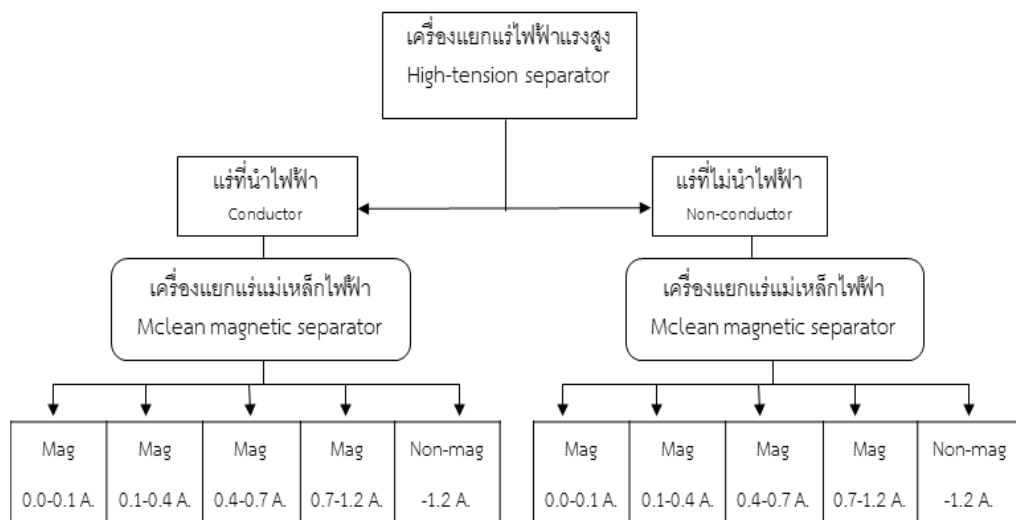 เครื่องแยกแร่ไฟฟ้าแรงสูง
High-tension separator
แร่ที่นำไฟฟ้า
Conductor
แร่ที่ไม่นำไฟฟ้า
Non-conductor
เครื่องแยกแร่แม่เหล็กไฟฟ้า
Mclean magnetic separator
เครื่องแยกแร่แม่เหล็กไฟฟ้า
Mclean magnetic separator
Mag
0.0-0.1 A.
Mag
0.1-0.4 A.
Mag
0.4-0.7 A.
Mag
0.7-1.2 A.
Non-mag
-1.2 A.
Mag
0.0-0.1 A.
Mag
0.1-0.4 A.
Mag
0.4-0.7 A.
Mag
0.7-1.2 A.
Non-mag
-1.2 A.